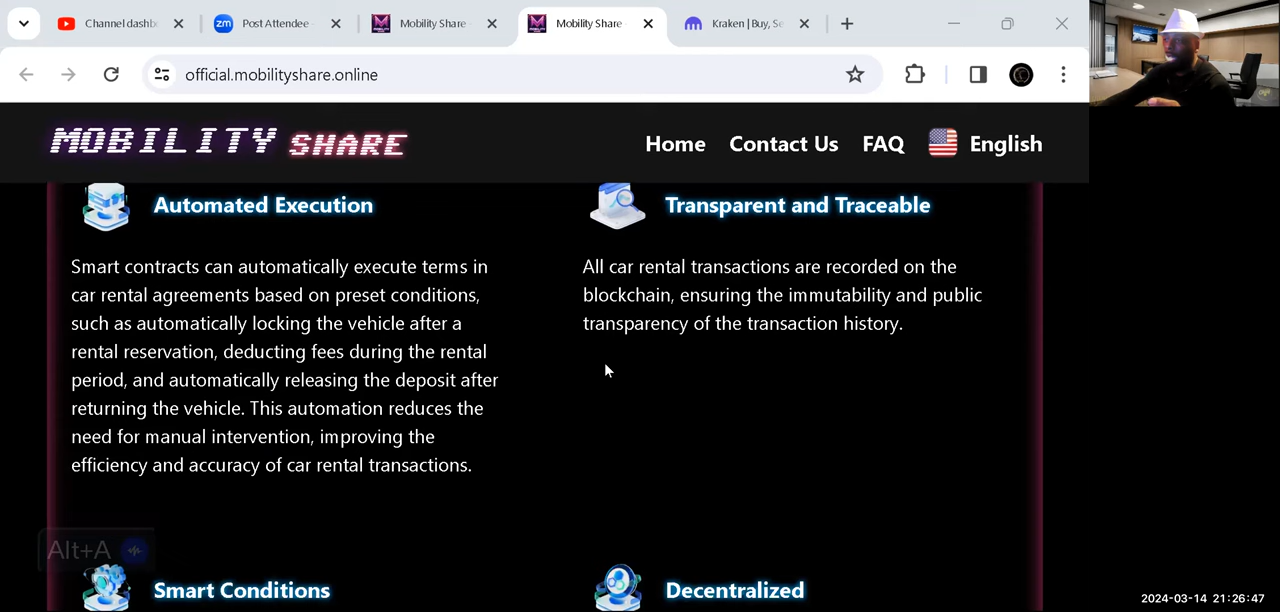 Channel dashb
Post Attendee
Mobility Share
Mobility Share
Kraken | Buy, Se
official.mobilityshare.online
MOBILITY SHARE
Home
Contact Us
FAQ
English
Automated Execution
Smart contracts can automatically execute terms in
car rental agreements based on preset conditions,
such as automatically locking the vehicle after a
rental reservation, deducting fees during the rental
period, and automatically releasing the deposit after
returning the vehicle. This automation reduces the
need for manual intervention, improving the
efficiency and accuracy of car rental transactions.
Transparent and Traceable
All car rental transactions are recorded on the
blockchain, ensuring the immutability and public
transparency of the transaction history.
Alt+A
Smart Conditions
Decentralized
zm
2024-03-14 21:26:47